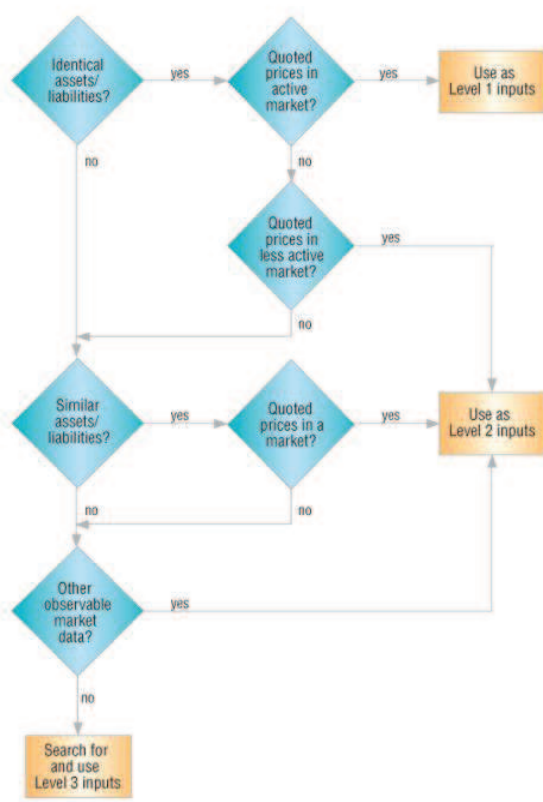 Identical
assets/
liabilities?
yes
Quoted
prices in
active
market?
yes
Use as
Level 1 inputs
no
no
Quoted
prices in
less active
market?
yes
no
Similar
assets/
liabilities?
yes
Quoted
prices in a
market?
yes
Use as
Level 2 inputs
no
no
Other
observable
market
data?
yes
no
Search for
and use
Level 3 inputs